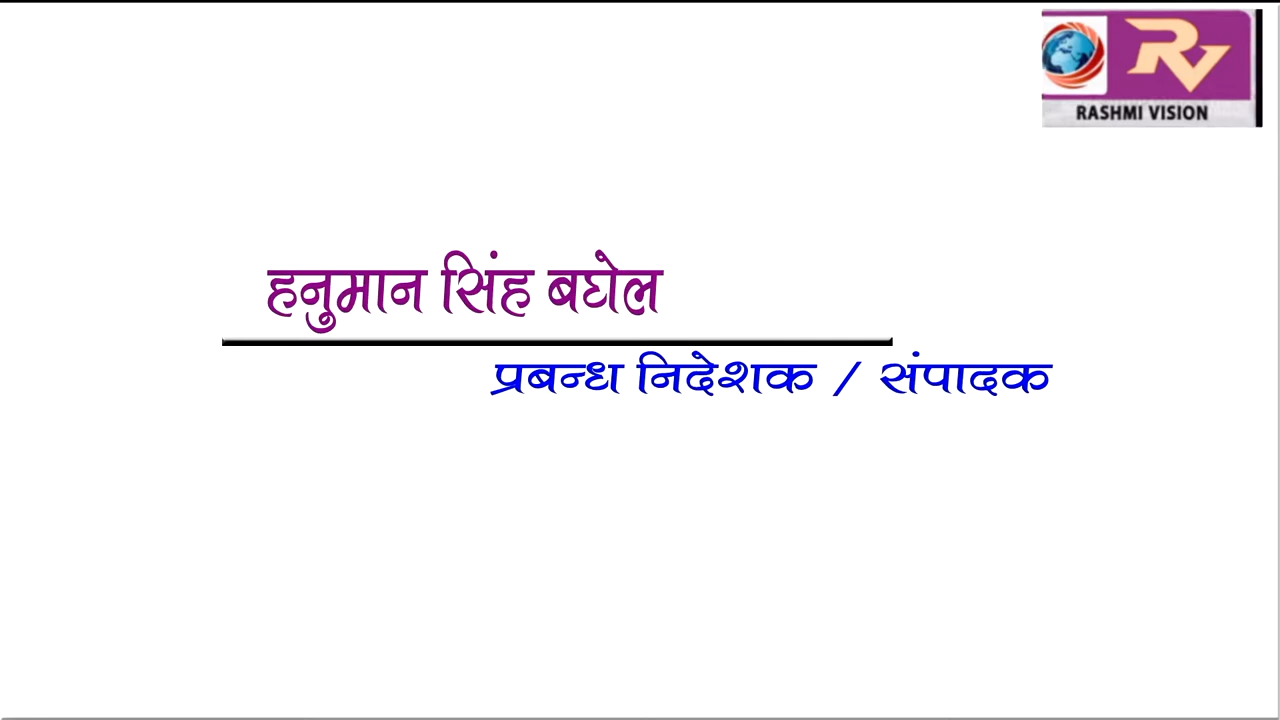 RV
RASHMI VISION
हनुमान सिंह बघेल
प्रबन्ध निदेशक / संपादक